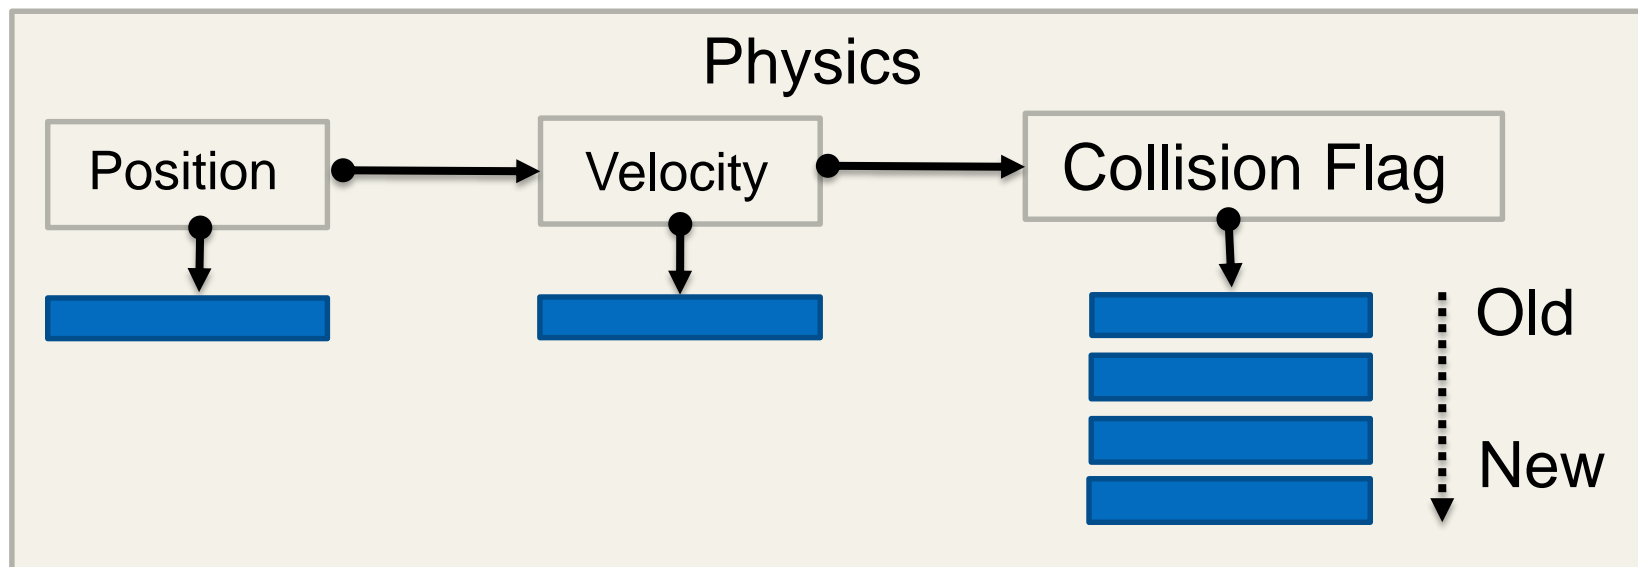 Physics
Position
Velocity
Collision Flag
Old
New